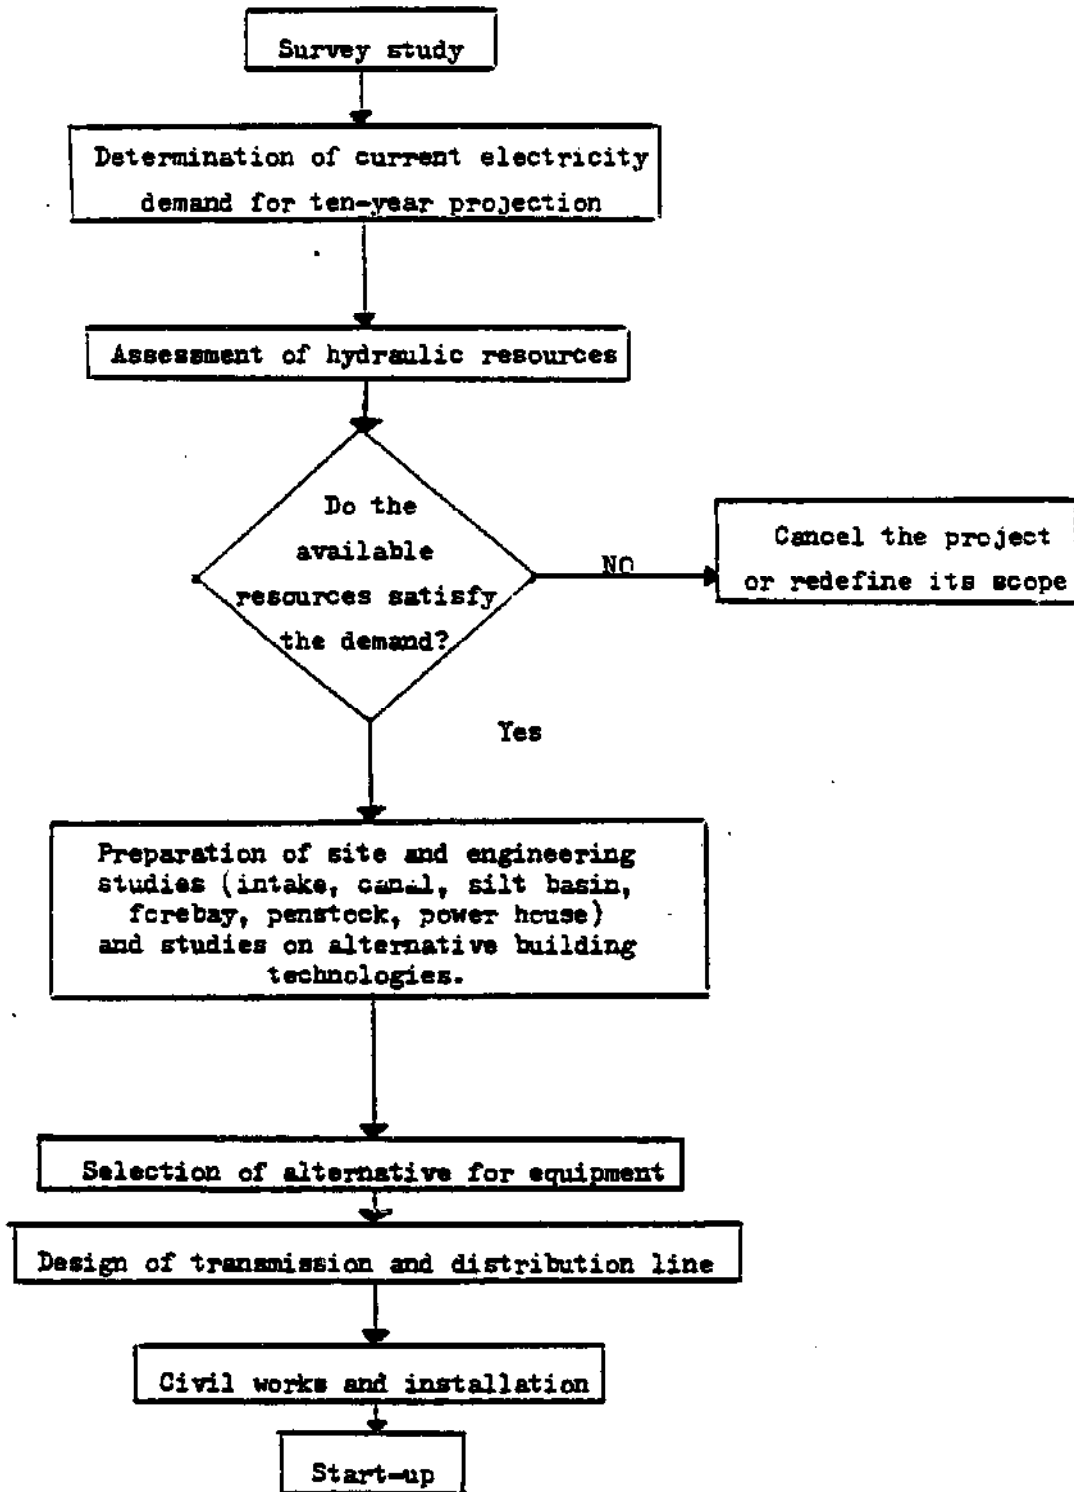 Survey study
Determination of current electricity
demand for ten-year projection
Assessment of hydraulic resources
Do the
available
resources satisfy
the demand?
NO
Cancel the project
or redefine its scope
Yes
Preparation of site and engineering
studies (intake, canal, silt basin,
forebay, penstock, power house)
and studies on alternative building
technologies.
Selection of alternative for equipment
Design of transmission and distribution line
Civil works and installation
Start-up